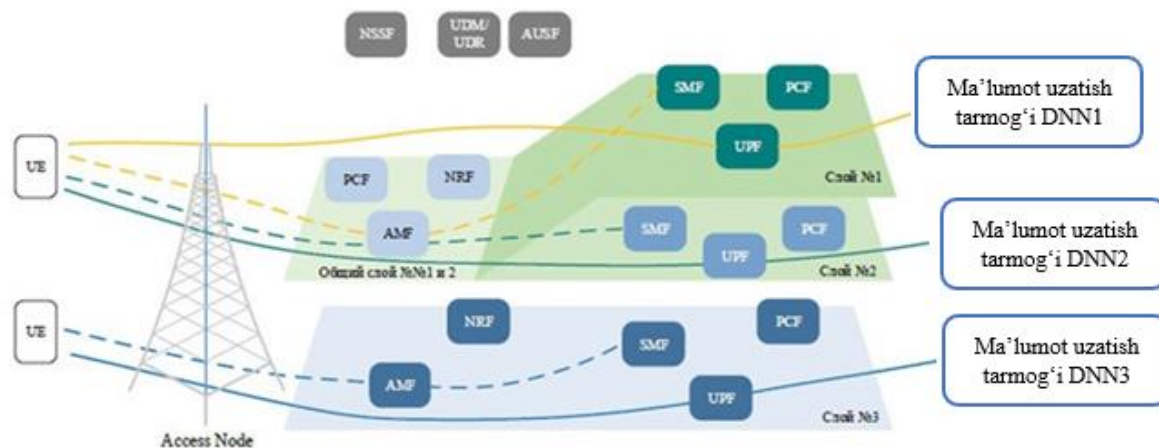 NSSF
UDM/
UDR
AUSF
SMF
PCF
Ma’lumot uzatish
tarmog‘i DNN1
UE
UPF
PCF
NRF
Слой №1
AMF
SMF
PCF
Ma’lumot uzatish
tarmog‘i DNN2
UPF
Общий слой №№1 и 2
Слой №2
UE
NRF
PCF
SMF
Ma’lumot uzatish
tarmog‘i DNN3
AMF
UPF
Слой №3
Access Node